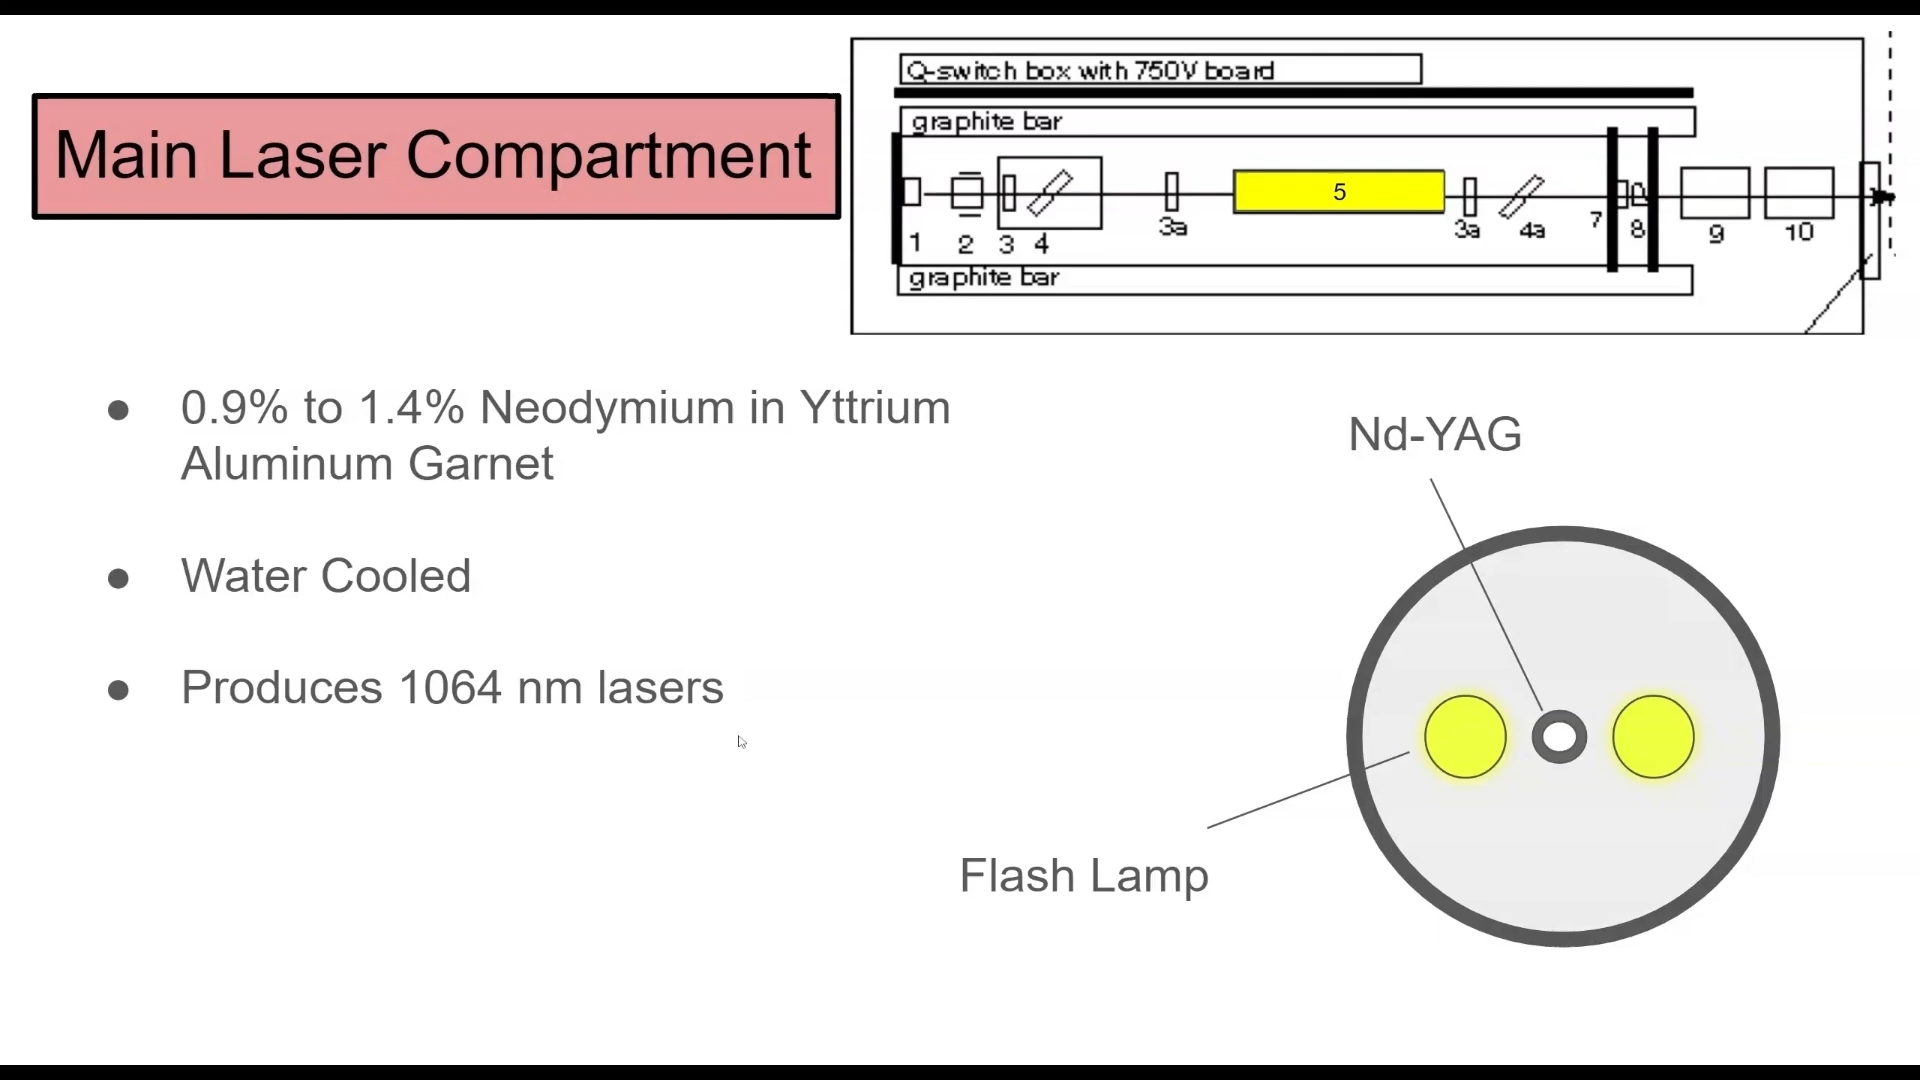 Main Laser Compartment
Q-switch box with 750V board
graphite bar
5
3a
3a
4a
7
8
9
10
1
2
3
4
graphite bar
0.9% to 1.4% Neodymium in Yttrium
Aluminum Garnet
Water Cooled
Produces 1064 nm lasers
Nd-YAG
Flash Lamp